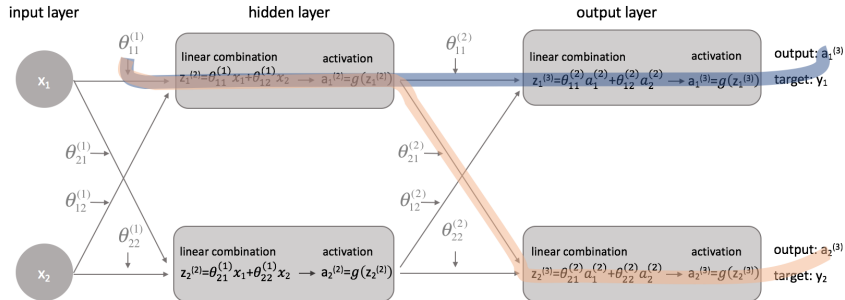 input layer hidden layer output layer
θ₁₁⁽¹⁾ θ₁₁⁽²⁾
linear combination activation linear combination activation output: a₁⁽³⁾
x₁ z₁⁽²⁾=θ₁₁⁽¹⁾x₁+θ₁₂⁽¹⁾x₂ → a₁⁽²⁾=g(z₁⁽²⁾) z₁⁽³⁾=θ₁₁⁽²⁾a₁⁽²⁾+θ₁₂⁽²⁾a₂⁽²⁾ → a₁⁽³⁾=g(z₁⁽³⁾) target: y₁
θ₂₁⁽¹⁾ θ₂₁⁽²⁾
θ₁₂⁽¹⁾ θ₁₂⁽²⁾
θ₂₂⁽¹⁾ θ₂₂⁽²⁾
linear combination activation linear combination activation output: a₂⁽³⁾
x₂ z₂⁽²⁾=θ₂₁⁽¹⁾x₁+θ₂₂⁽¹⁾x₂ → a₂⁽²⁾=g(z₂⁽²⁾) z₂⁽³⁾=θ₂₁⁽²⁾a₁⁽²⁾+θ₂₂⁽²⁾a₂⁽²⁾ → a₂⁽³⁾=g(z₂⁽³⁾) target: y₂